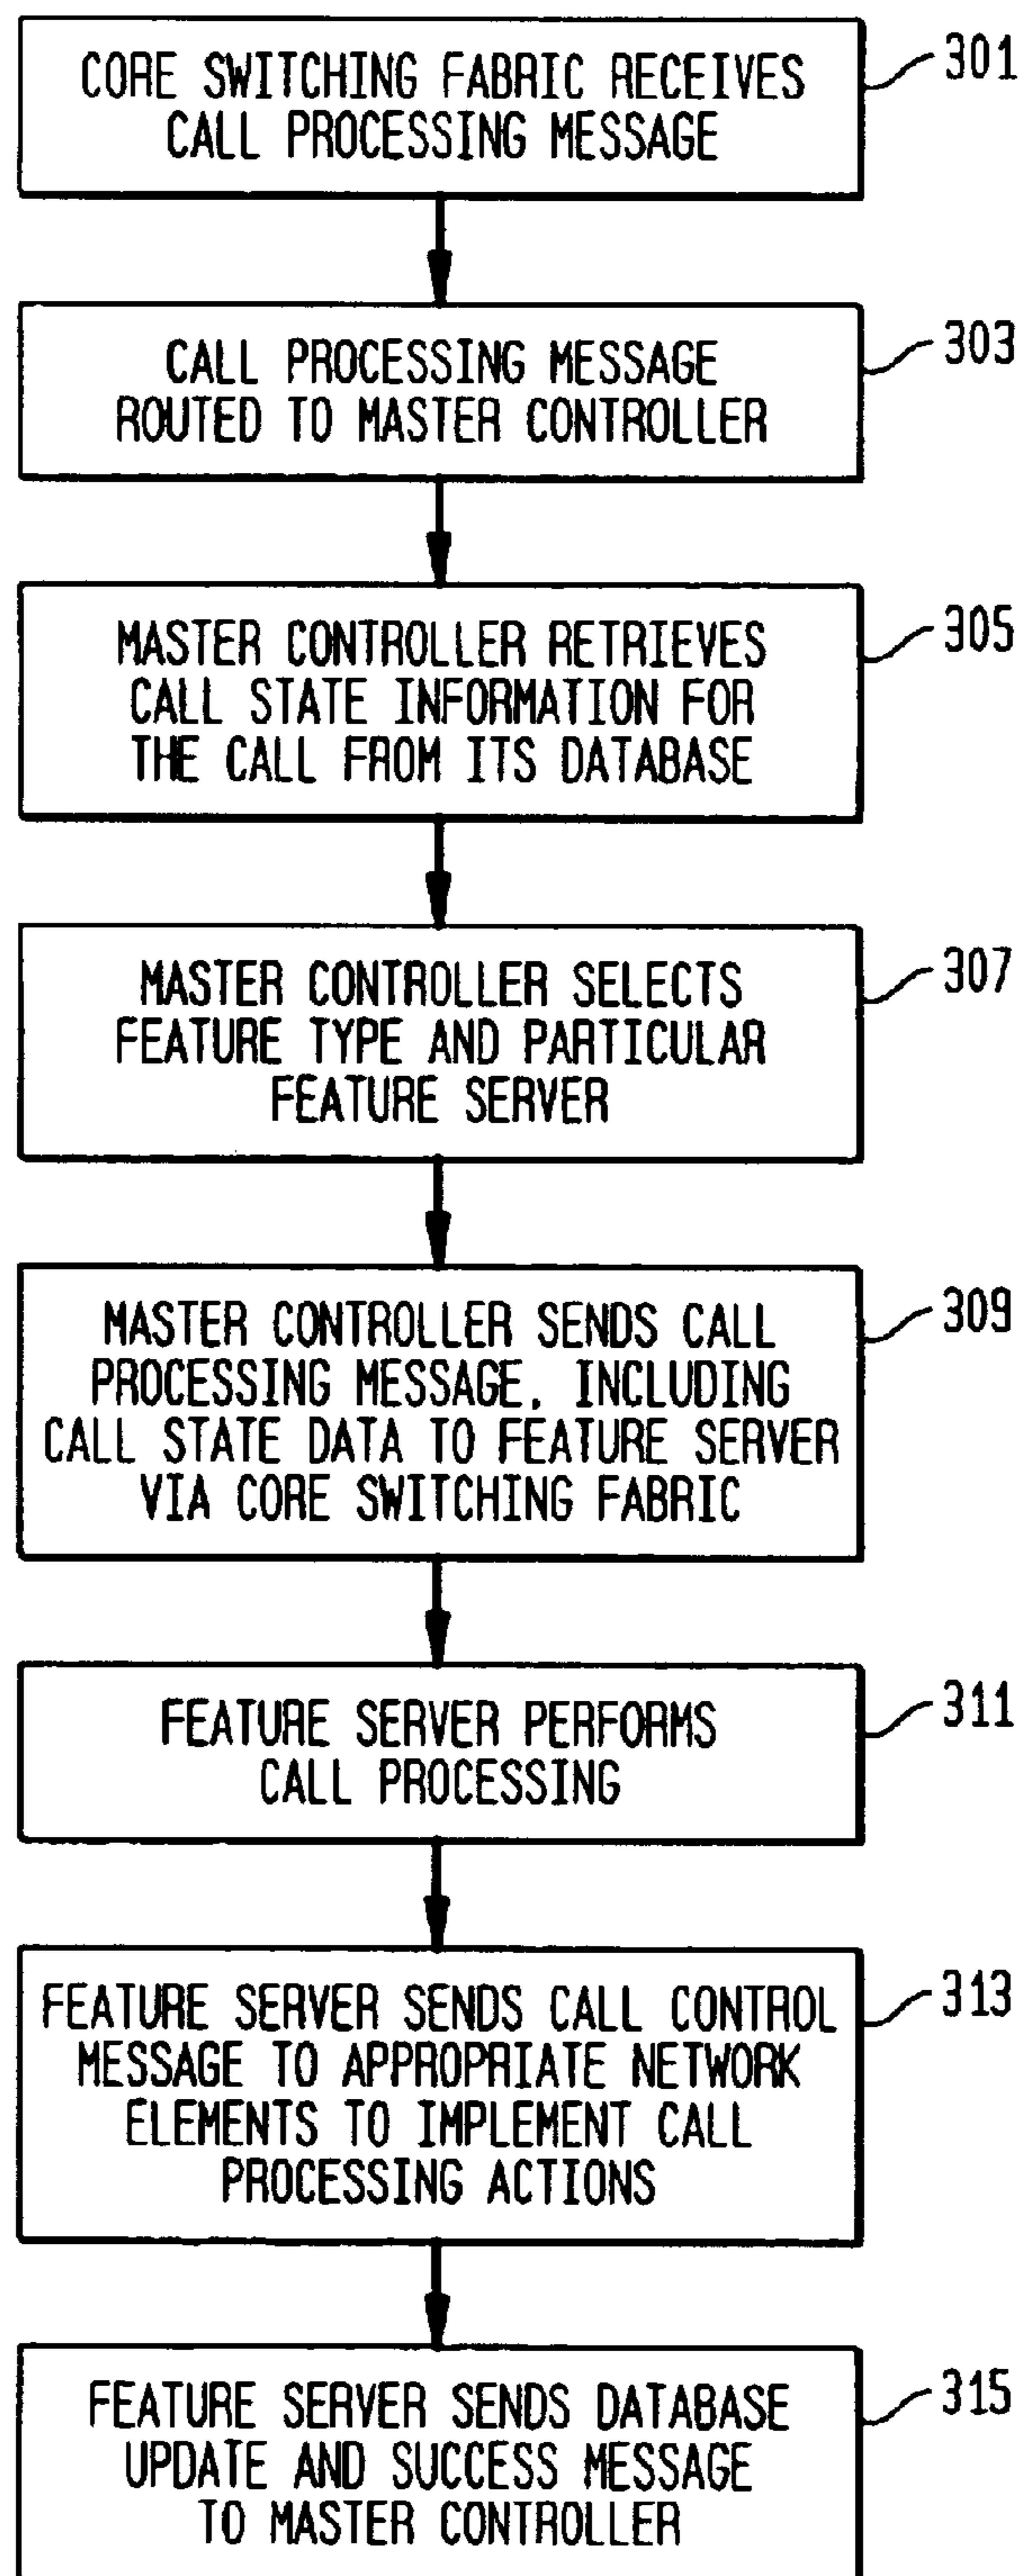 CORE SWITCHING FABRIC RECEIVES
CALL PROCESSING MESSAGE
301
CALL PROCESSING MESSAGE
ROUTED TO MASTER CONTROLLER
303
MASTER CONTROLLER RETRIEVES
CALL STATE INFORMATION FOR
THE CALL FROM ITS DATABASE
305
MASTER CONTROLLER SELECTS
FEATURE TYPE AND PARTICULAR
FEATURE SERVER
307
MASTER CONTROLLER SENDS CALL
PROCESSING MESSAGE, INCLUDING
CALL STATE DATA TO FEATURE SERVER
VIA CORE SWITCHING FABRIC
309
FEATURE SERVER PERFORMS
CALL PROCESSING
311
FEATURE SERVER SENDS CALL CONTROL
MESSAGE TO APPROPRIATE NETWORK
ELEMENTS TO IMPLEMENT CALL
PROCESSING ACTIONS
313
FEATURE SERVER SENDS DATABASE
UPDATE AND SUCCESS MESSAGE
TO MASTER CONTROLLER
315